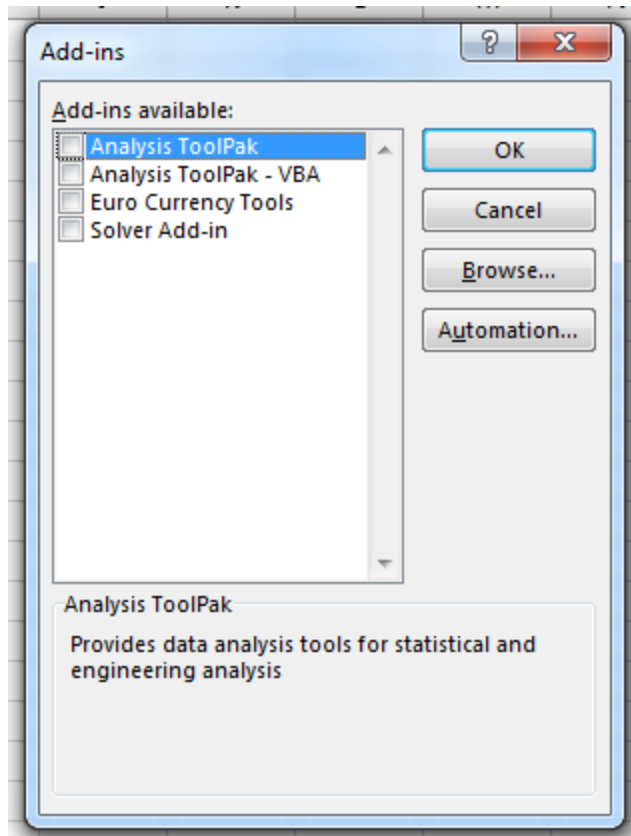 Add-ins
?
Add-ins available:
Analysis ToolPak
Analysis ToolPak - VBA
Euro Currency Tools
Solver Add-in
OK
Cancel
Browse...
Automation...
Analysis ToolPak
Provides data analysis tools for statistical and
engineering analysis